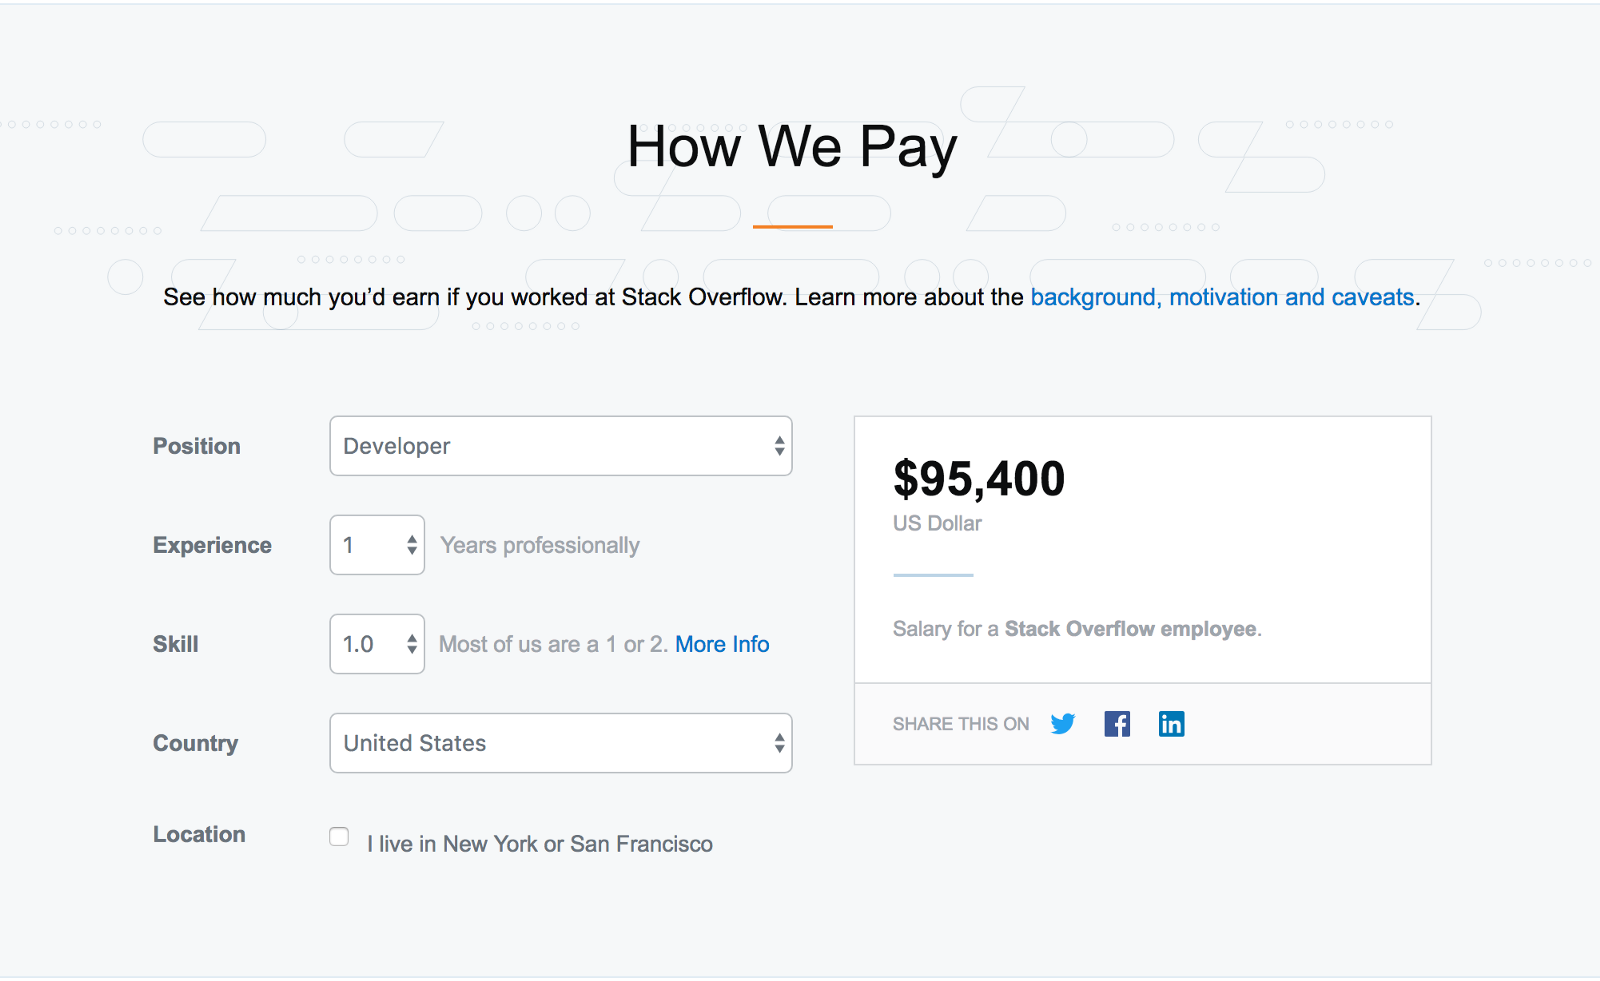 How We Pay
See how much you’d earn if you worked at Stack Overflow. Learn more about the background, motivation and caveats.
Position
Developer
Experience
1
Years professionally
Skill
1.0
Most of us are a 1 or 2. More Info
Country
United States
Location
I live in New York or San Francisco
$95,400
US Dollar
Salary for a Stack Overflow employee.
SHARE THIS ON